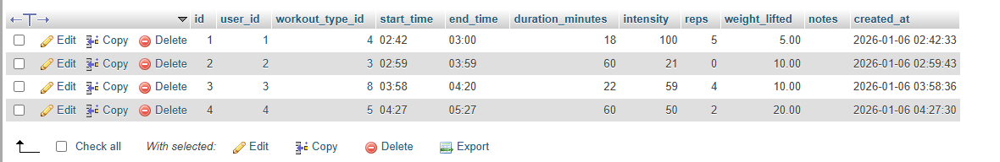 id user_id workout_type_id start_time end_time duration_minutes intensity reps weight_lifted notes created_at
Edit Copy Delete 1 1 4 02:42 03:00 18 100 5 5.00 2026-01-06 02:42:33
Edit Copy Delete 2 2 3 02:59 03:59 60 21 0 10.00 2026-01-06 02:59:43
Edit Copy Delete 3 3 8 03:58 04:20 22 59 4 10.00 2026-01-06 03:58:36
Edit Copy Delete 4 4 5 04:27 05:27 60 50 2 20.00 2026-01-06 04:27:30
Check all With selected: Edit Copy Delete Export